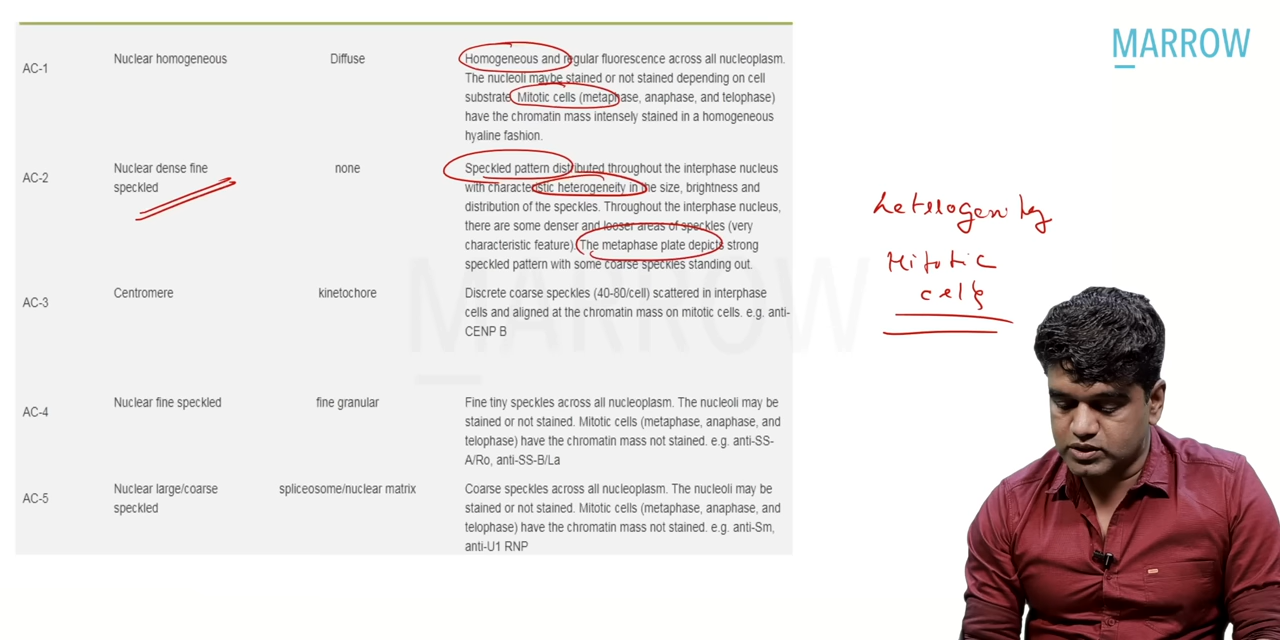 MARROW
AC-1 Nuclear homogeneous Diffuse Homogeneous and regular fluorescence across all nucleoplasm.
The nucleoli maybe stained or not stained depending on cell
substrate. Mitotic cells (metaphase, anaphase, and telophase)
have the chromatin mass intensely stained in a homogeneous
hyaline fashion.
AC-2 Nuclear dense fine none Speckled pattern distributed throughout the interphase nucleus
speckled with characteristic heterogeneity in the size, brightness and
distribution of the speckles. Throughout the interphase nucleus,
there are some denser and looser areas of speckles (very
characteristic feature). The metaphase plate depicts strong
speckled pattern with some coarse speckles standing out.
AC-3 Centromere kinetochore Discrete coarse speckles (40-80/cell) scattered in interphase
cells and aligned at the chromatin mass on mitotic cells. e.g. anti-
CENP B
AC-4 Nuclear fine speckled fine granular Fine tiny speckles across all nucleoplasm. The nucleoli may be
stained or not stained. Mitotic cells (metaphase, anaphase, and
telophase) have the chromatin mass not stained. e.g. anti-SS-
A/Ro, anti-SS-B/La
AC-5 Nuclear large/coarse spliceosome/nuclear matrix Coarse speckles across all nucleoplasm. The nucleoli may be
speckled stained or not stained. Mitotic cells (metaphase, anaphase, and
telophase) have the chromatin mass not stained. e.g. anti-Sm,
anti-U1 RNP
heterogenity
Mitotic
cells
MARROW